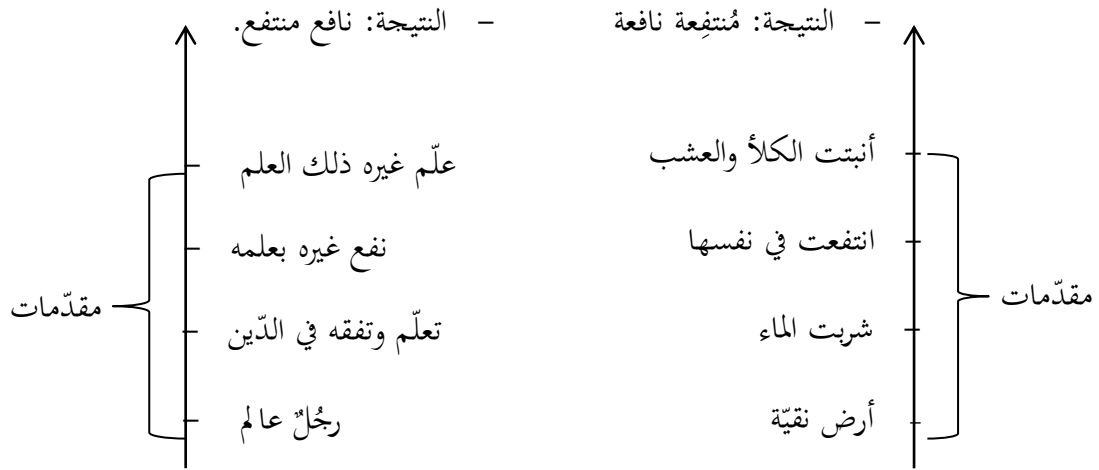 – النتيجة: مُنتفِعة نافعة
– النتيجة: نافع منتفع.
أنبتت الكلأ والعشب
علّم غيره ذلك العلم
انتفعت في نفسها
نفع غيره بعلمه
مقدّمات
مقدّمات
شربت الماء
تعلّم وتفقه في الدّين
أرض نقيّة
رجُلٌ عالم